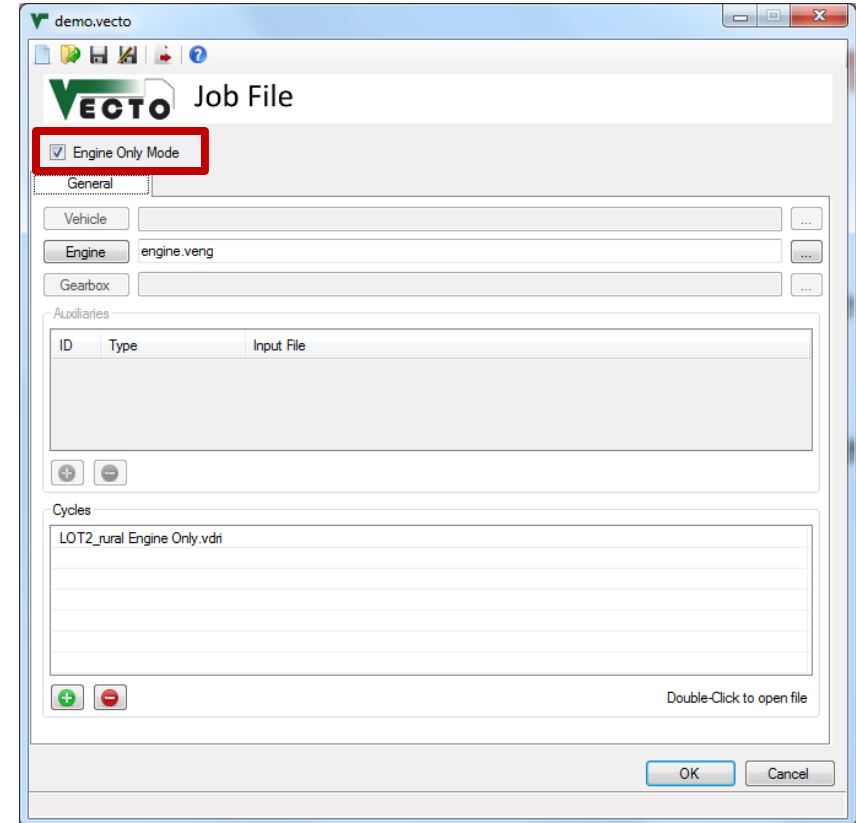 demo.vecto
VECTO Job File
Engine Only Mode
General
Vehicle ...
Engine engine.veng ...
Gearbox ...
Auxiliaries
ID Type Input File
Cycles
LOT2_rural Engine Only.vdri
Double-Click to open file
OK Cancel